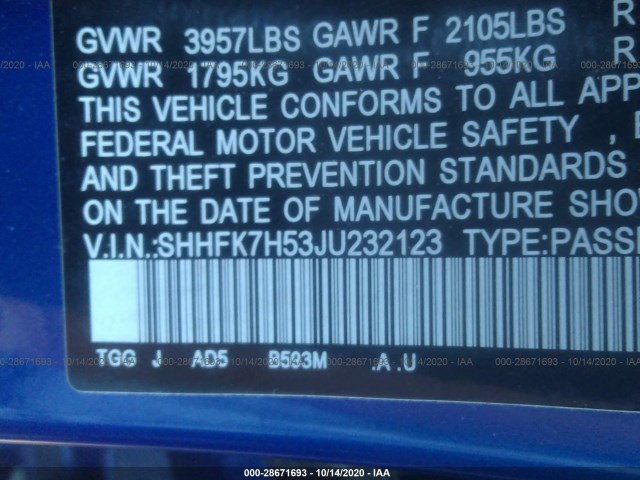 GVWR 3957LBS GAWR F 2105LBS R
GVWR 1795KG GAWR F 955KG R
THIS VEHICLE CONFORMS TO ALL APP
FEDERAL MOTOR VEHICLE SAFETY ,
AND THEFT PREVENTION STANDARDS
ON THE DATE OF MANUFACTURE SHO
V.I.N.:SHHFK7H53JU232123 TYPE:PASSE
TGG J AD5 B593M .A .U
000-28671693 - 10/14/2020 - IAA